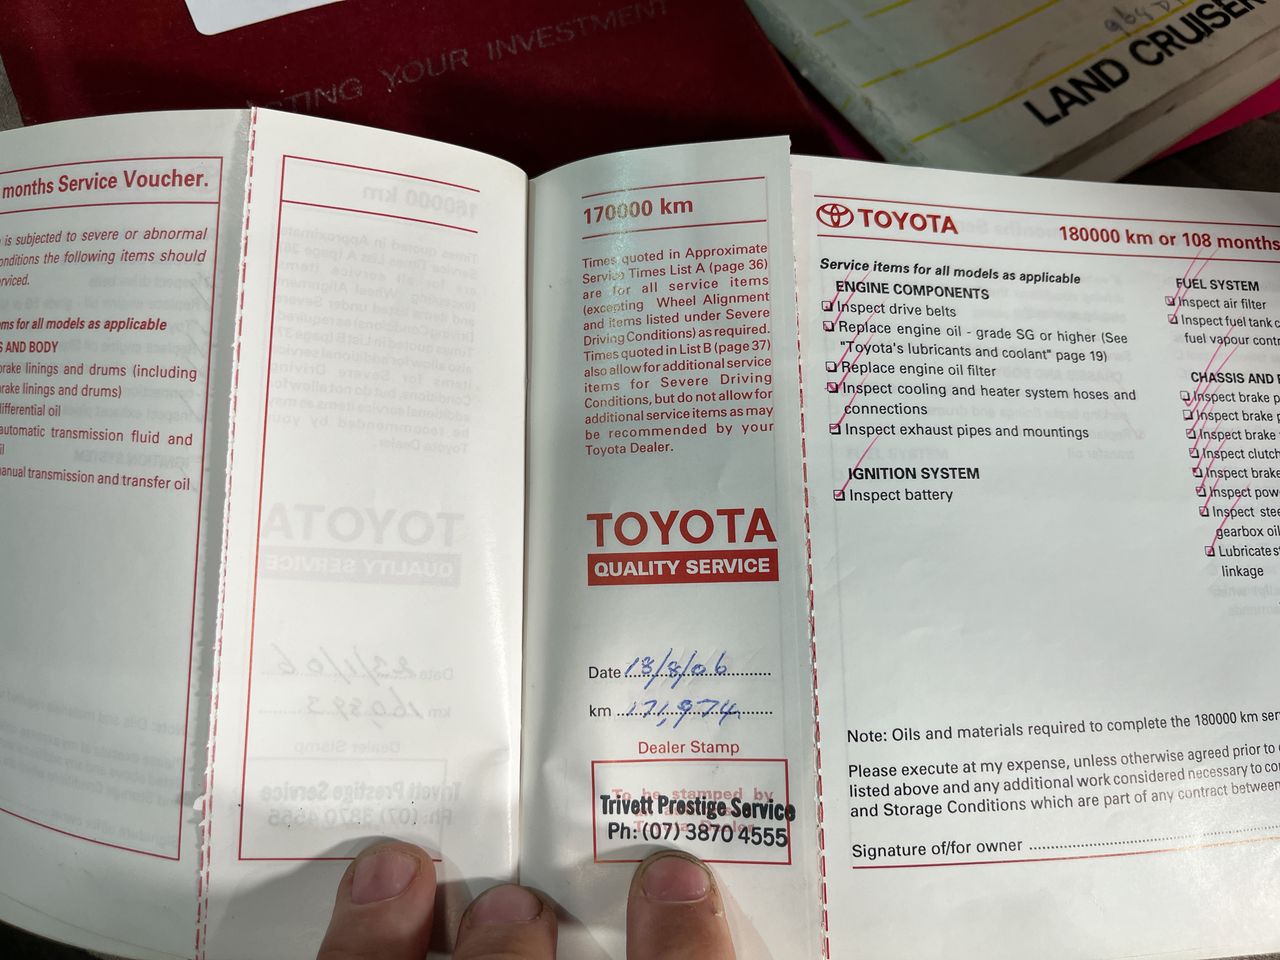 TING YOUR INVESTMENT
LAND CRUISER
months Service Voucher.
is subjected to severe or abnormal
onditions the following items should
rviced.
ms for all models as applicable
S AND BODY
brake linings and drums (including
brake linings and drums)
differential oil
automatic transmission fluid and
il
anual transmission and transfer oil
170000 km
Times quoted in Approximate
Service Times List A (page 36)
are for all service items
(excepting Wheel Alignment
and items listed under Severe
Driving Conditions) as required.
Times quoted in List B (page 37)
also allow for additional service
items for Severe Driving
Conditions, but do not allow for
additional service items as may
be recommended by your
Toyota Dealer.
TOYOTA
QUALITY SERVICE
Date 18/8/06
km 171,974
Dealer Stamp
To be stamped by
Trivett Prestige Service
Ph: (07) 3870 4555
TOYOTA
180000 km or 108 months
Service items for all models as applicable
ENGINE COMPONENTS
Inspect drive belts
Replace engine oil - grade SG or higher (See
"Toyota's lubricants and coolant" page 19)
Replace engine oil filter
Inspect cooling and heater system hoses and
connections
Inspect exhaust pipes and mountings
IGNITION SYSTEM
Inspect battery
FUEL SYSTEM
Inspect air filter
Inspect fuel tank c
fuel vapour contr
CHASSIS AND
Inspect brake p
Inspect brake p
Inspect brake
Inspect clutch
Inspect brake
Inspect pow
Inspect stee
gearbox oil
Lubricate s
linkage
Note: Oils and materials required to complete the 180000 km ser
Please execute at my expense, unless otherwise agreed prior to
listed above and any additional work considered necessary to co
and Storage Conditions which are part of any contract between
Signature of/for owner